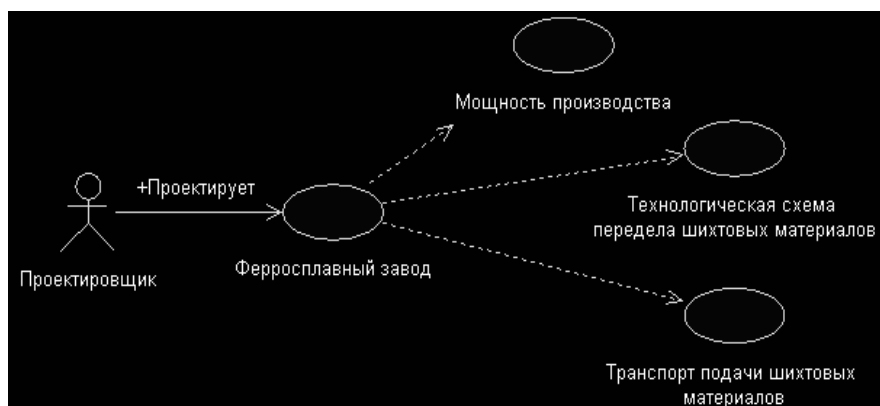 Мощность производства
+Проектирует
Технологическая схема
передела шихтовых материалов
Проектировщик
Ферросплавный завод
Транспорт подачи шихтовых
материалов